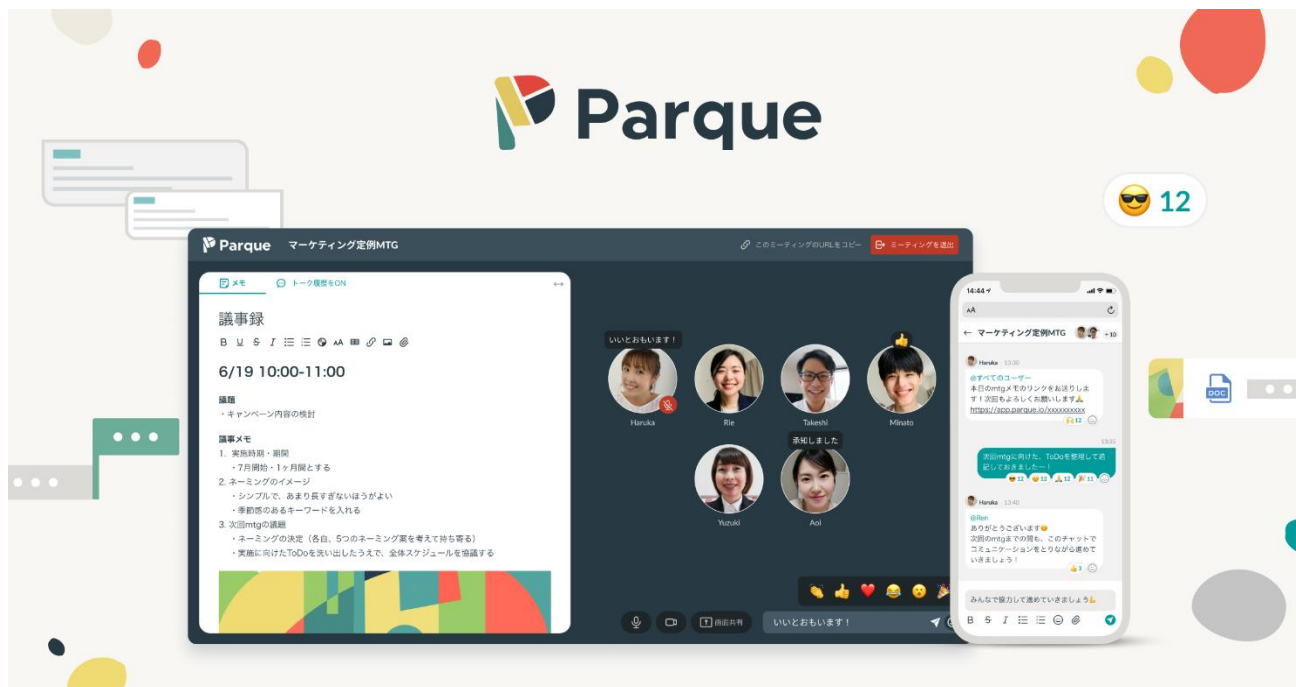 Parque
12
Parque マーケティング定例MTG
このミーティングのURLをコピー
ミーティングを退出
メモ
トーク履歴をON
議事録
B U S I AA
6/19 10:00-11:00
議題
・キャンペーン内容の検討
議事メモ
1. 実施時期・期間
・7月開始・1ヶ月間とする
2. ネーミングのイメージ
・シンプルで、あまり長すぎないほうがよい
・季節感のあるキーワードを入れる
3. 次回mtgの議題
・ネーミングの決定（各自、5つのネーミング案を考えて持ち寄る）
・実施に向けたToDoを洗い出したうえで、全体スケジュールを協議する
いいとおもいます！
Haruka
Rie
Takeshi
Minato
承知しました
Yuzuki
Aoi
画面共有
いいとおもいます！
14:44
AA
マーケティング定例MTG
+10
Haruka 13:30
@すべてのユーザー
本日のmtgメモのリンクをお送りしま
す！次回もよろしくお願いします🙏
https://app.parque.io/xxxxxxxxxx
12
13:35
次回mtgに向けた、ToDoを整理して追
記しておきましたー！
12 12 12 11
Haruka 13:40
@Ren
ありがとうございます😊
次回のmtgまでの間も、このチャットで
コミュニケーションをとりながら進めて
いきましょう！
3
みんなで協力して進めていきましょう💪
B S I
DOC